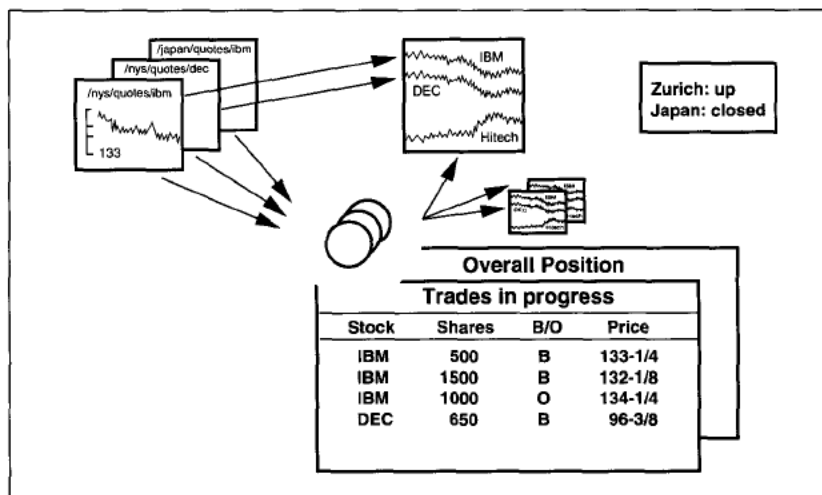 /japan/quotes/ibm
/nys/quotes/dec
/nys/quotes/ibm
133
IBM
DEC
Hitech
Zurich: up
Japan: closed
IBM
DEC
Overall Position
Trades in progress
Stock Shares B/O Price
IBM 500 B 133-1/4
IBM 1500 B 132-1/8
IBM 1000 O 134-1/4
DEC 650 B 96-3/8